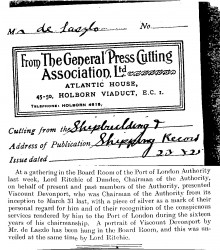 Mr de Laszlo No
From The General Press Cutting
Association, Ltd
ATLANTIC HOUSE,
45-50, HOLBORN VIADUCT, E.C. 1.
TELEPHONE: HOLBORN 4815.
Cutting from the Shipbuilding &
Address of Publication Shipping Record
Issue dated 2.2.21
At a gathering in the Board Room of the Port of London Authority
last week, Lord Ritchie of Dundee, Chairman of the Authority,
on behalf of present and past members of the Authority, presented
Viscount Devonport, who was Chairman of the Authority from its
inception to March 31 last, with a piece of silver as a mark of their
personal regard for him and of their recognition of the conspicuous
services rendered by him to the Port of London during the sixteen
years of his chairmanship. A portrait of Viscount Devonport by
Mr. de Laszlo has been hung in the Board Room, and this was un-
veiled at the same time by Lord Ritchie.